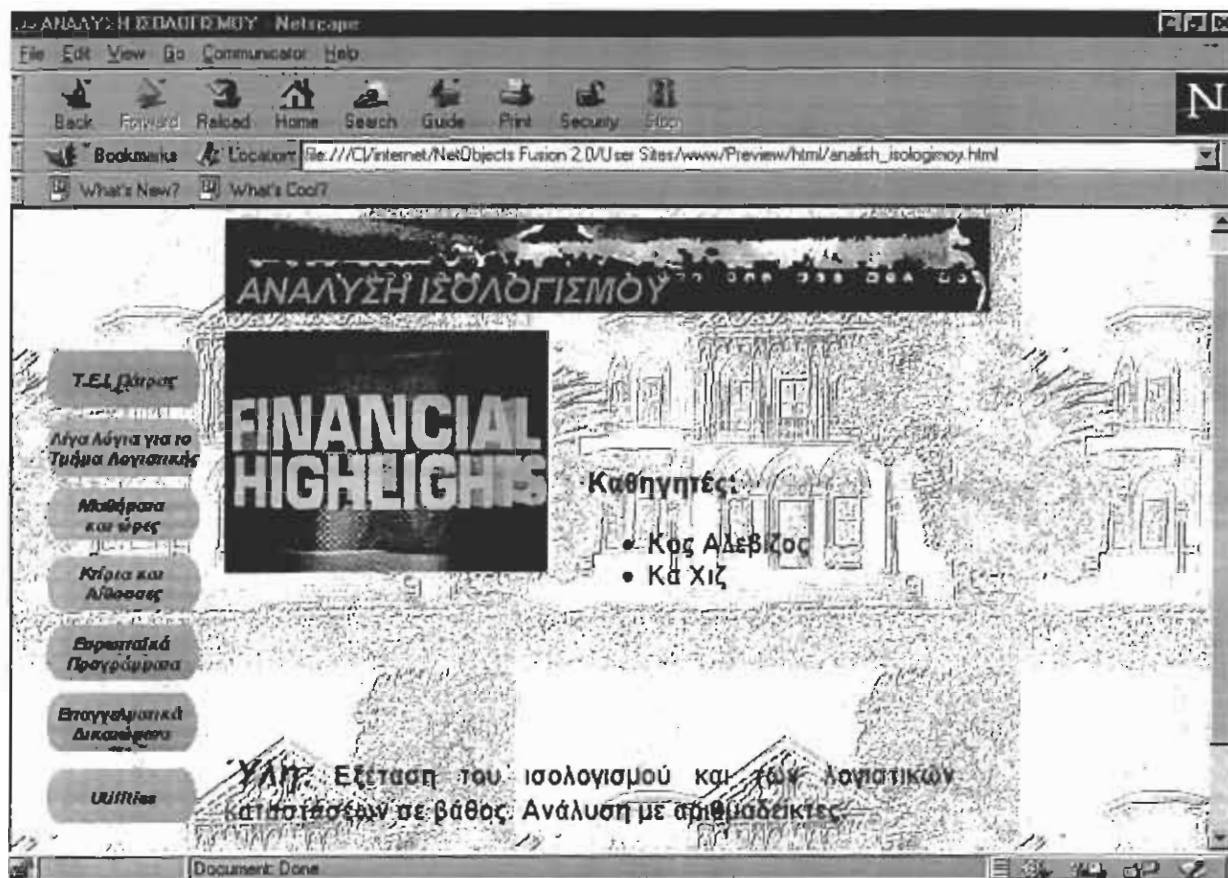 ΑΝΑΛΥΣΗ ΙΣΟΛΟΓΙΣΜΟΥ - Netscape
File Edit View Go Communicator Help
Back Forward Reload Home Search Guide Print Security Stop
N
Bookmarks Location: file:///C|/internet/NetObjects Fusion 2.0/User Sites/www/Preview/html/analish_isologimoy.html
What's New? What's Cool?
ΑΝΑΛΥΣΗ ΙΣΟΛΟΓΙΣΜΟΥ
FINANCIAL
HIGHLIGHTS
Τ.Ε.Ι. Πάτρας
Λίγα λόγια για το
Τμήμα Λογιστικής
Μαθήματα
και ώρες
Κτίρια και
Αίθουσες
Ευρωπαϊκά
Προγράμματα
Επαγγελματικά
Δικαιώματα
Utilities
Καθηγητές:
• Κος Αλεβίζος
• Κα Χιζ
Υλη: Εξέταση του ισολογισμού και των λογιστικών
καταστάσεων σε βάθος. Ανάλυση με αριθμοδείκτες.
Document: Done